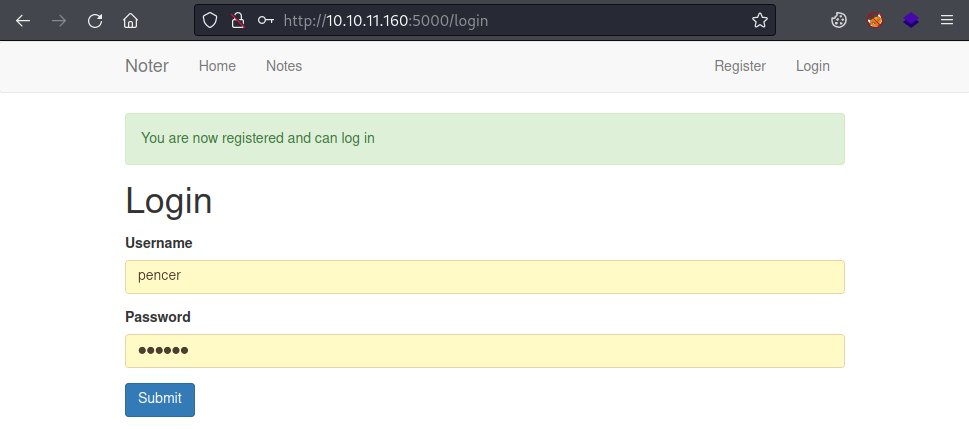 http://10.10.11.160:5000/login
Noter Home Notes Register Login
You are now registered and can log in
Login
Username
pencer
Password
●●●●●●
Submit